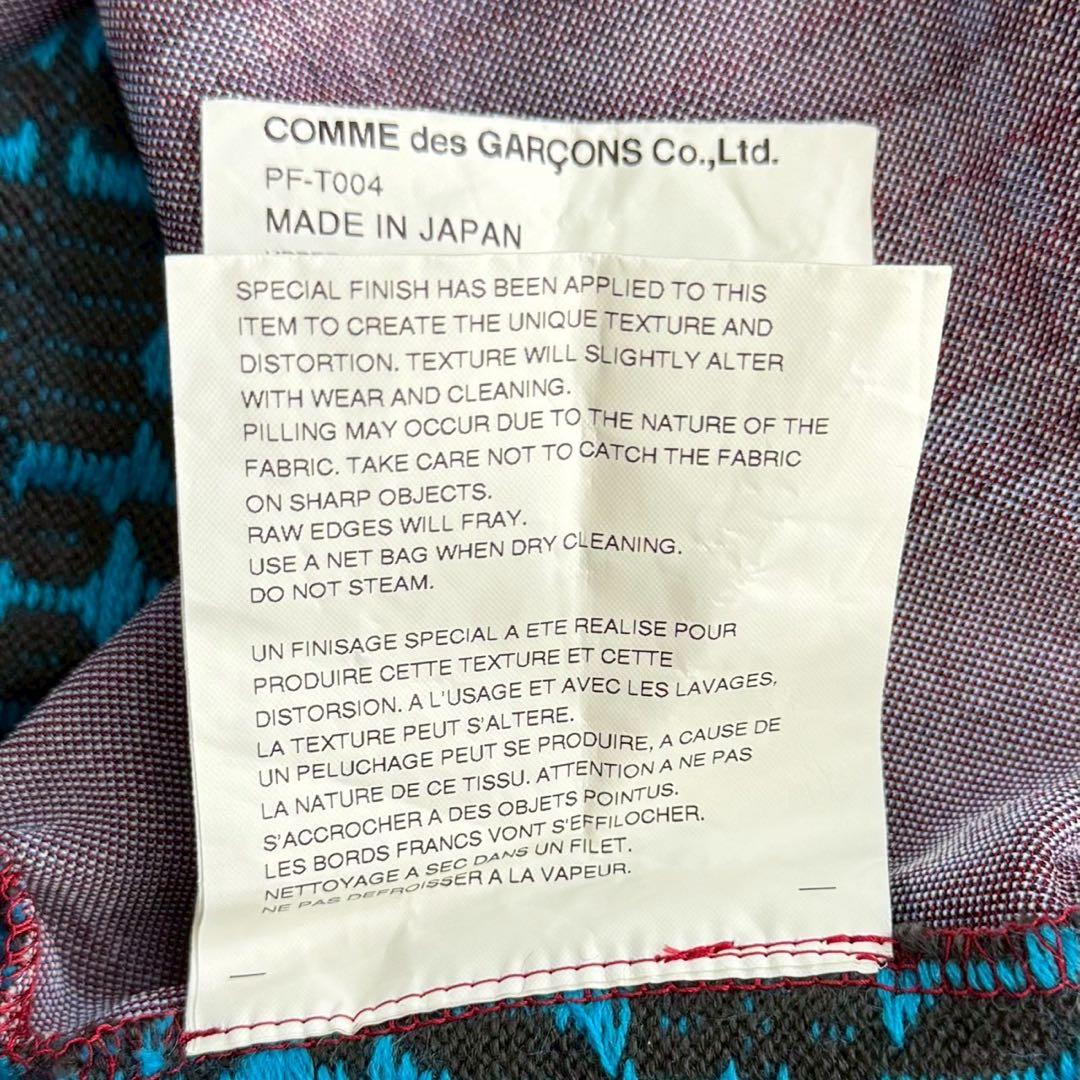 COMME des GARÇONS Co.,Ltd.
PF-T004
MADE IN JAPAN
SPECIAL FINISH HAS BEEN APPLIED TO THIS
ITEM TO CREATE THE UNIQUE TEXTURE AND
DISTORTION. TEXTURE WILL SLIGHTLY ALTER
WITH WEAR AND CLEANING.
PILLING MAY OCCUR DUE TO THE NATURE OF THE
FABRIC. TAKE CARE NOT TO CATCH THE FABRIC
ON SHARP OBJECTS.
RAW EDGES WILL FRAY.
USE A NET BAG WHEN DRY CLEANING.
DO NOT STEAM.
UN FINISAGE SPECIAL A ETE REALISE POUR
PRODUIRE CETTE TEXTURE ET CETTE
DISTORSION. A L'USAGE ET AVEC LES LAVAGES,
LA TEXTURE PEUT S'ALTERE.
UN PELUCHAGE PEUT SE PRODUIRE, A CAUSE DE
LA NATURE DE CE TISSU. ATTENTION A NE PAS
S'ACCROCHER A DES OBJETS POINTUS.
LES BORDS FRANCS VONT S'EFFILOCHER.
NETTOYAGE A SEC DANS UN FILET.
NE PAS DEFROISSER A LA VAPEUR.